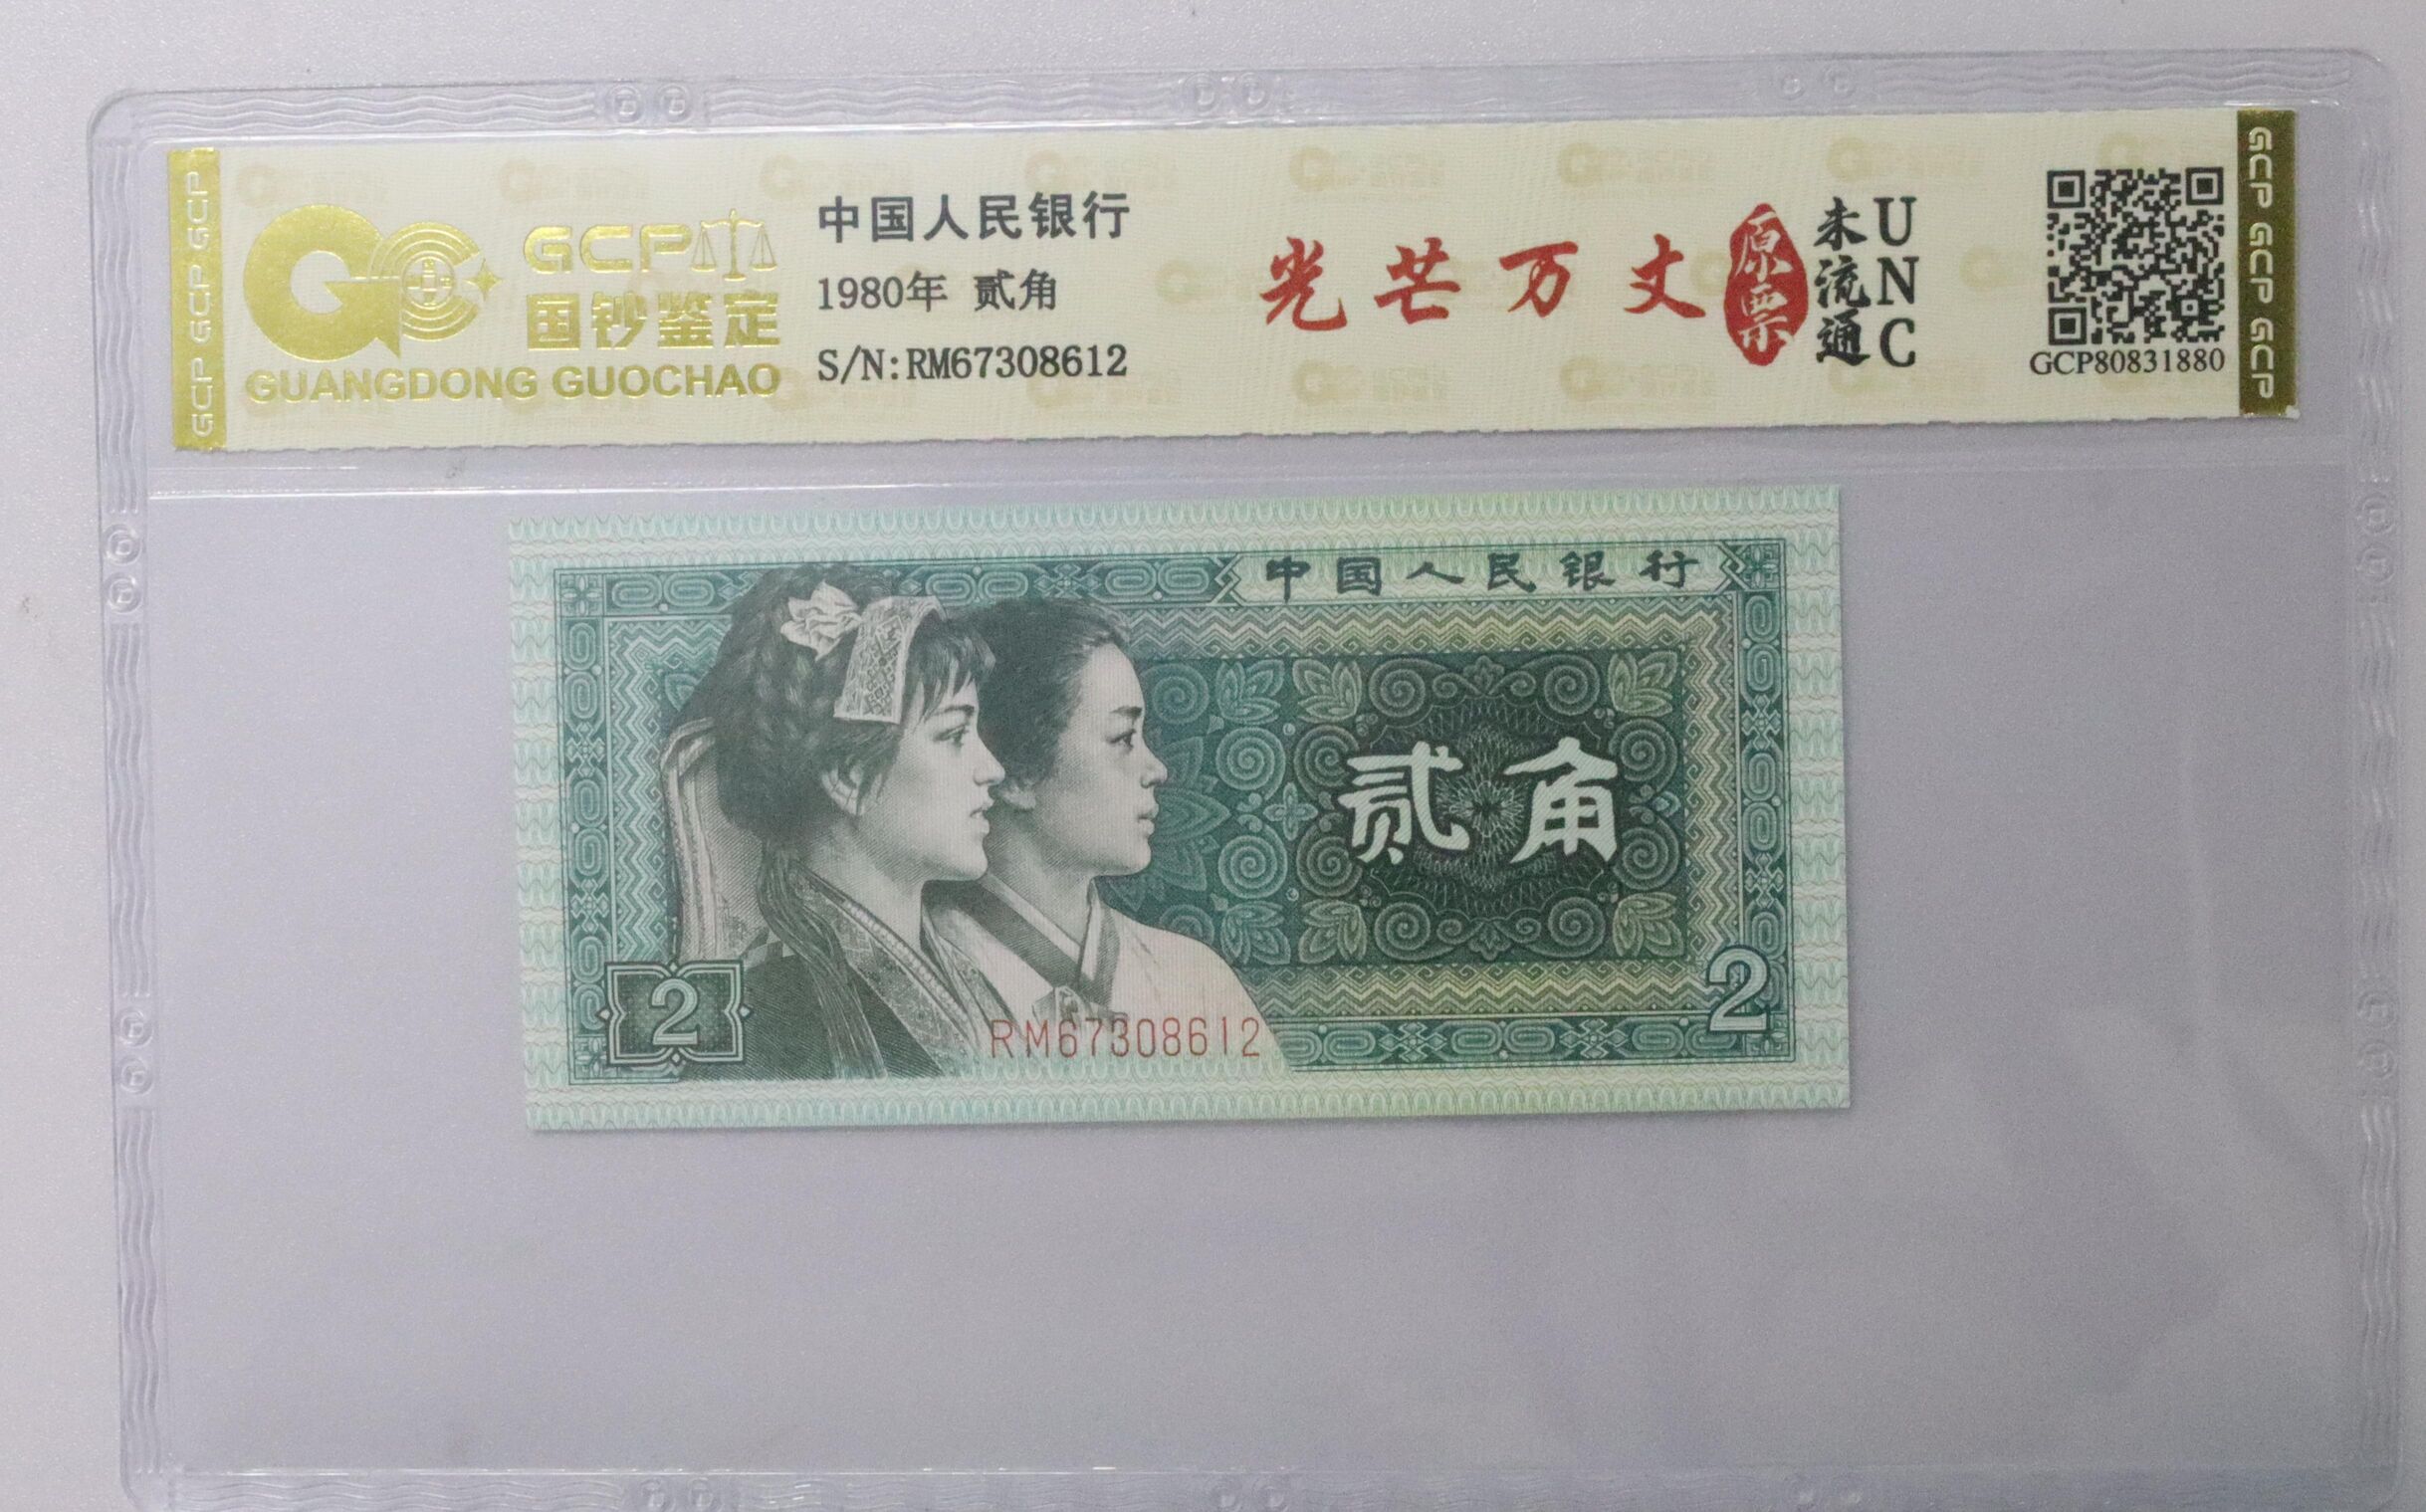 GCP GCP GCP
GCP
国钞鉴定
GUANGDONG GUOCHAO
中国人民银行
1980年 贰角
S/N:RM67308612
光芒万丈
原票
未流通
UNC
GCP80831880
GCP GCP GCP
中国人民银行
贰角
2
2
RM67308612